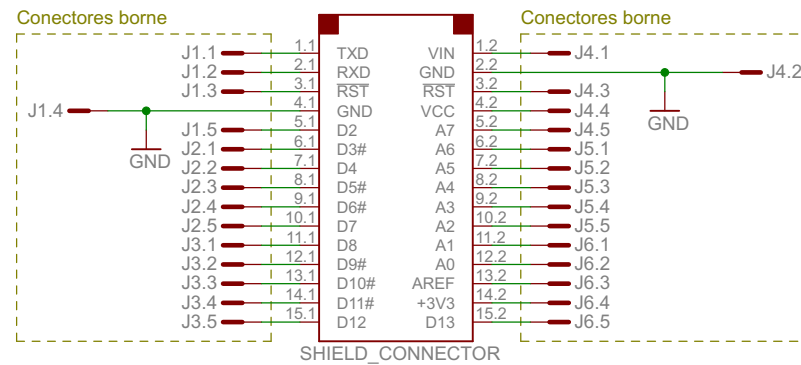 Conectores borne Conectores borne
J1.1 1.1 TXD VIN 1.2 J4.1
J1.2 2.1 RXD GND 2.2 J4.2
J1.3 3.1 RST RST 3.2 J4.3
J1.4 4.1 GND VCC 4.2 J4.4
GND
J1.5 5.1 D2 A7 5.2 J4.5
GND
J2.1 6.1 D3# A6 6.2 J5.1
J2.2 7.1 D4 A5 7.2 J5.2
J2.3 8.1 D5# A4 8.2 J5.3
J2.4 9.1 D6# A3 9.2 J5.4
J2.5 10.1 D7 A2 10.2 J5.5
J3.1 11.1 D8 A1 11.2 J6.1
J3.2 12.1 D9# A0 12.2 J6.2
J3.3 13.1 D10# AREF 13.2 J6.3
J3.4 14.1 D11# +3V3 14.2 J6.4
J3.5 15.1 D12 D13 15.2 J6.5
SHIELD_CONNECTOR